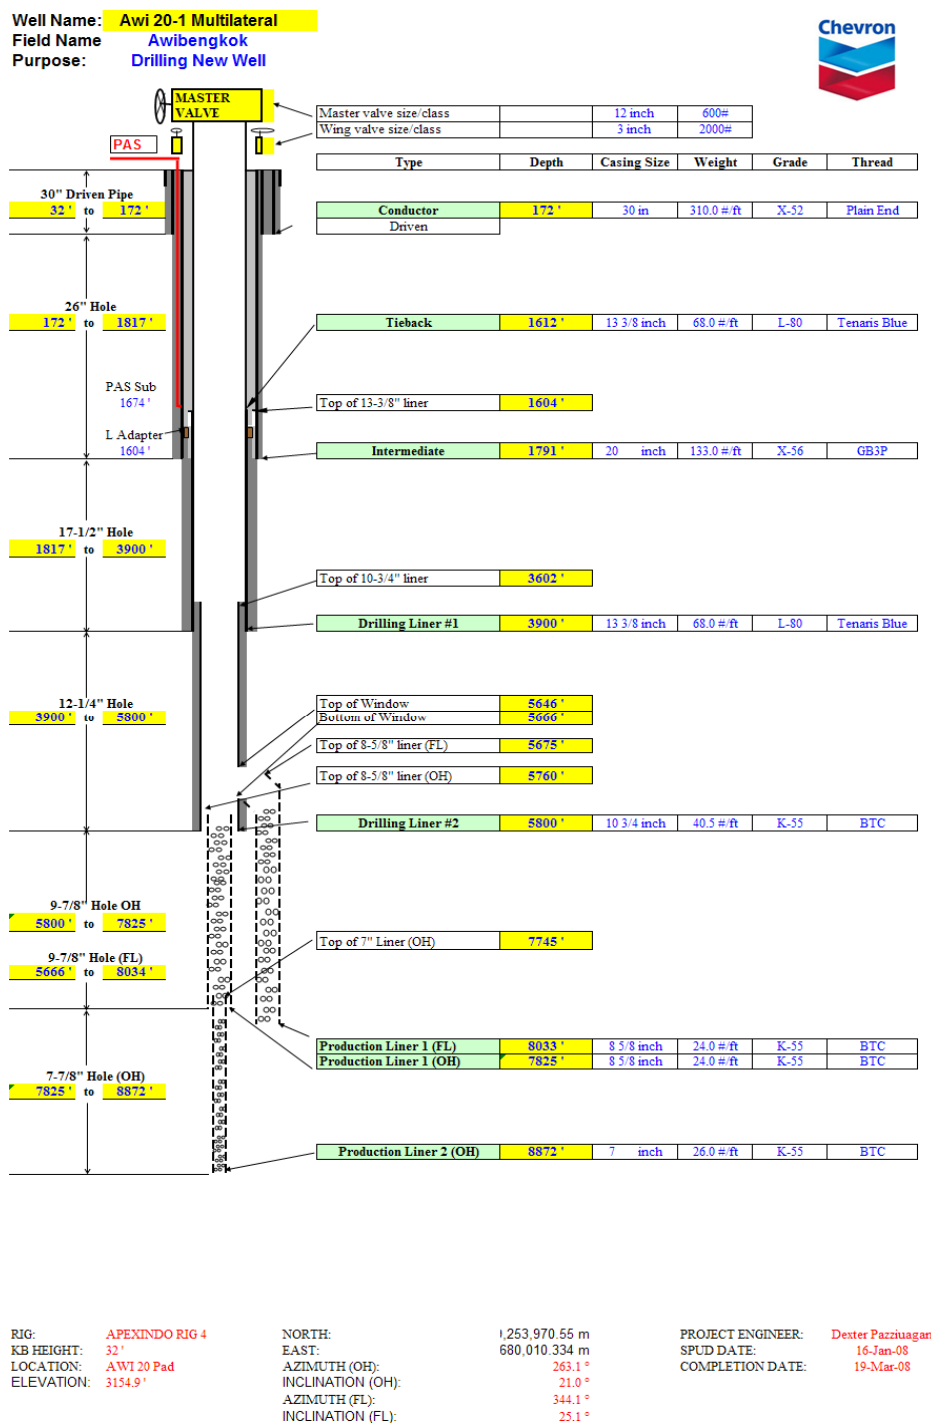 Well Name: Awi 20-1 Multilateral
Field Name Awibengkok
Purpose: Drilling New Well
Chevron
MASTER VALVE
PAS
Master valve size/class 12 inch 600#
Wing valve size/class 3 inch 2000#
Type Depth Casing Size Weight Grade Thread
30" Driven Pipe
32 ' to 172 '
Conductor 172 ' 30 in 310.0 #/ft X-52 Plain End
Driven
26" Hole
172 ' to 1817 '
Tieback 1612 ' 13 3/8 inch 68.0 #/ft L-80 Tenaris Blue
PAS Sub
1674 '
Top of 13-3/8" liner 1604 '
L Adapter
1604 '
Intermediate 1791 ' 20 inch 133.0 #/ft X-56 GB3P
17-1/2" Hole
1817 ' to 3900 '
Top of 10-3/4" liner 3602 '
Drilling Liner #1 3900 ' 13 3/8 inch 68.0 #/ft L-80 Tenaris Blue
12-1/4" Hole
3900 ' to 5800 '
Top of Window 5646 '
Bottom of Window 5666 '
Top of 8-5/8" liner (FL) 5675 '
Top of 8-5/8" liner (OH) 5760 '
Drilling Liner #2 5800 ' 10 3/4 inch 40.5 #/ft K-55 BTC
9-7/8" Hole OH
5800 ' to 7825 '
Top of 7" Liner (OH) 7745 '
9-7/8" Hole (FL)
5666 ' to 8034 '
Production Liner 1 (FL) 8033 ' 8 5/8 inch 24.0 #/ft K-55 BTC
Production Liner 1 (OH) 7825 ' 8 5/8 inch 24.0 #/ft K-55 BTC
7-7/8" Hole (OH)
7825 ' to 8872 '
Production Liner 2 (OH) 8872 ' 7 inch 26.0 #/ft K-55 BTC
RIG: APEXINDO RIG 4
KB HEIGHT: 32 '
LOCATION: AWI 20 Pad
ELEVATION: 3154.9 '
NORTH: ,253,970.55 m
EAST: 680,010.334 m
AZIMUTH (OH): 263.1 °
INCLINATION (OH): 21.0 °
AZIMUTH (FL): 344.1 °
INCLINATION (FL): 25.1 °
PROJECT ENGINEER: Dexter Pazziuagan
SPUD DATE: 16-Jan-08
COMPLETION DATE: 19-Mar-08